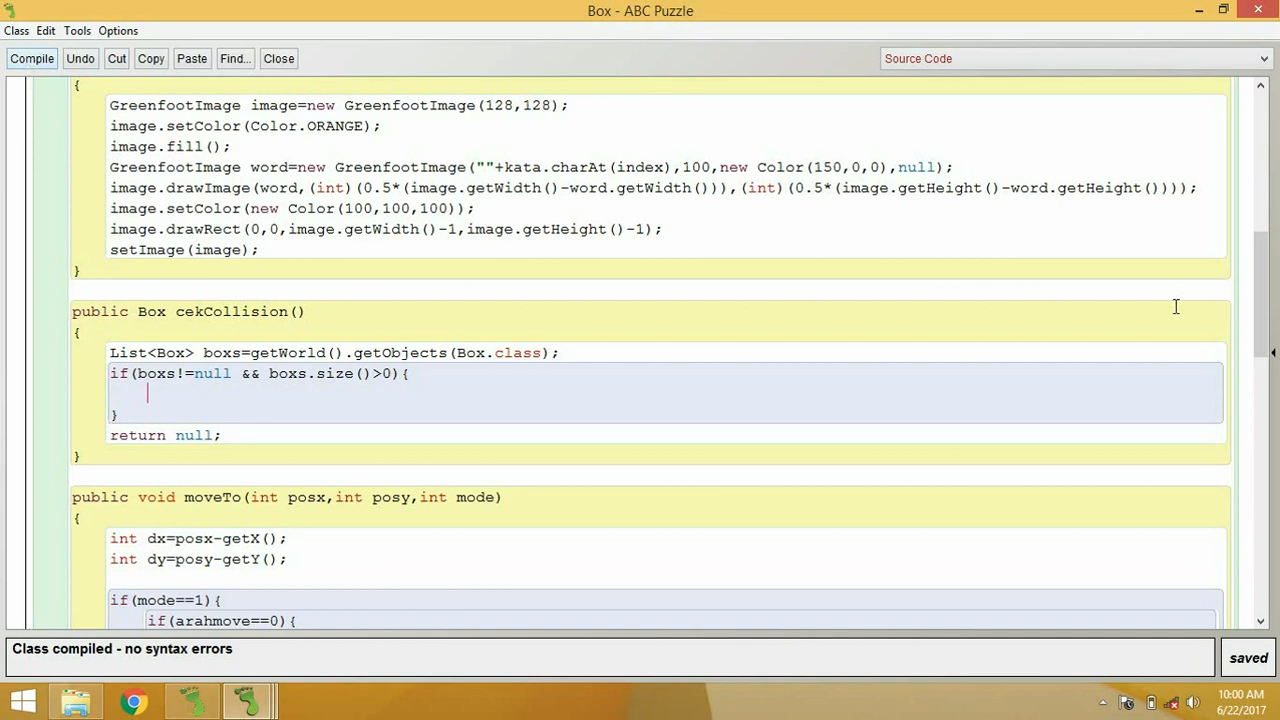 Box - ABC Puzzle
Class Edit Tools Options
Compile Undo Cut Copy Paste Find... Close Source Code
{
GreenfootImage image=new GreenfootImage(128,128);
image.setColor(Color.ORANGE);
image.fill();
GreenfootImage word=new GreenfootImage(""+kata.charAt(index),100,new Color(150,0,0),null);
image.drawImage(word,(int)(0.5*(image.getWidth()-word.getWidth())),(int)(0.5*(image.getHeight()-word.getHeight())));
image.setColor(new Color(100,100,100));
image.drawRect(0,0,image.getWidth()-1,image.getHeight()-1);
setImage(image);
}
public Box cekCollision()
{
List<Box> boxs=getWorld().getObjects(Box.class);
if(boxs!=null && boxs.size()>0){
}
return null;
}
public void moveTo(int posx,int posy,int mode)
{
int dx=posx-getX();
int dy=posy-getY();
if(mode==1){
if(arahmove==0){
Class compiled - no syntax errors
saved
10:00 AM
6/22/2017